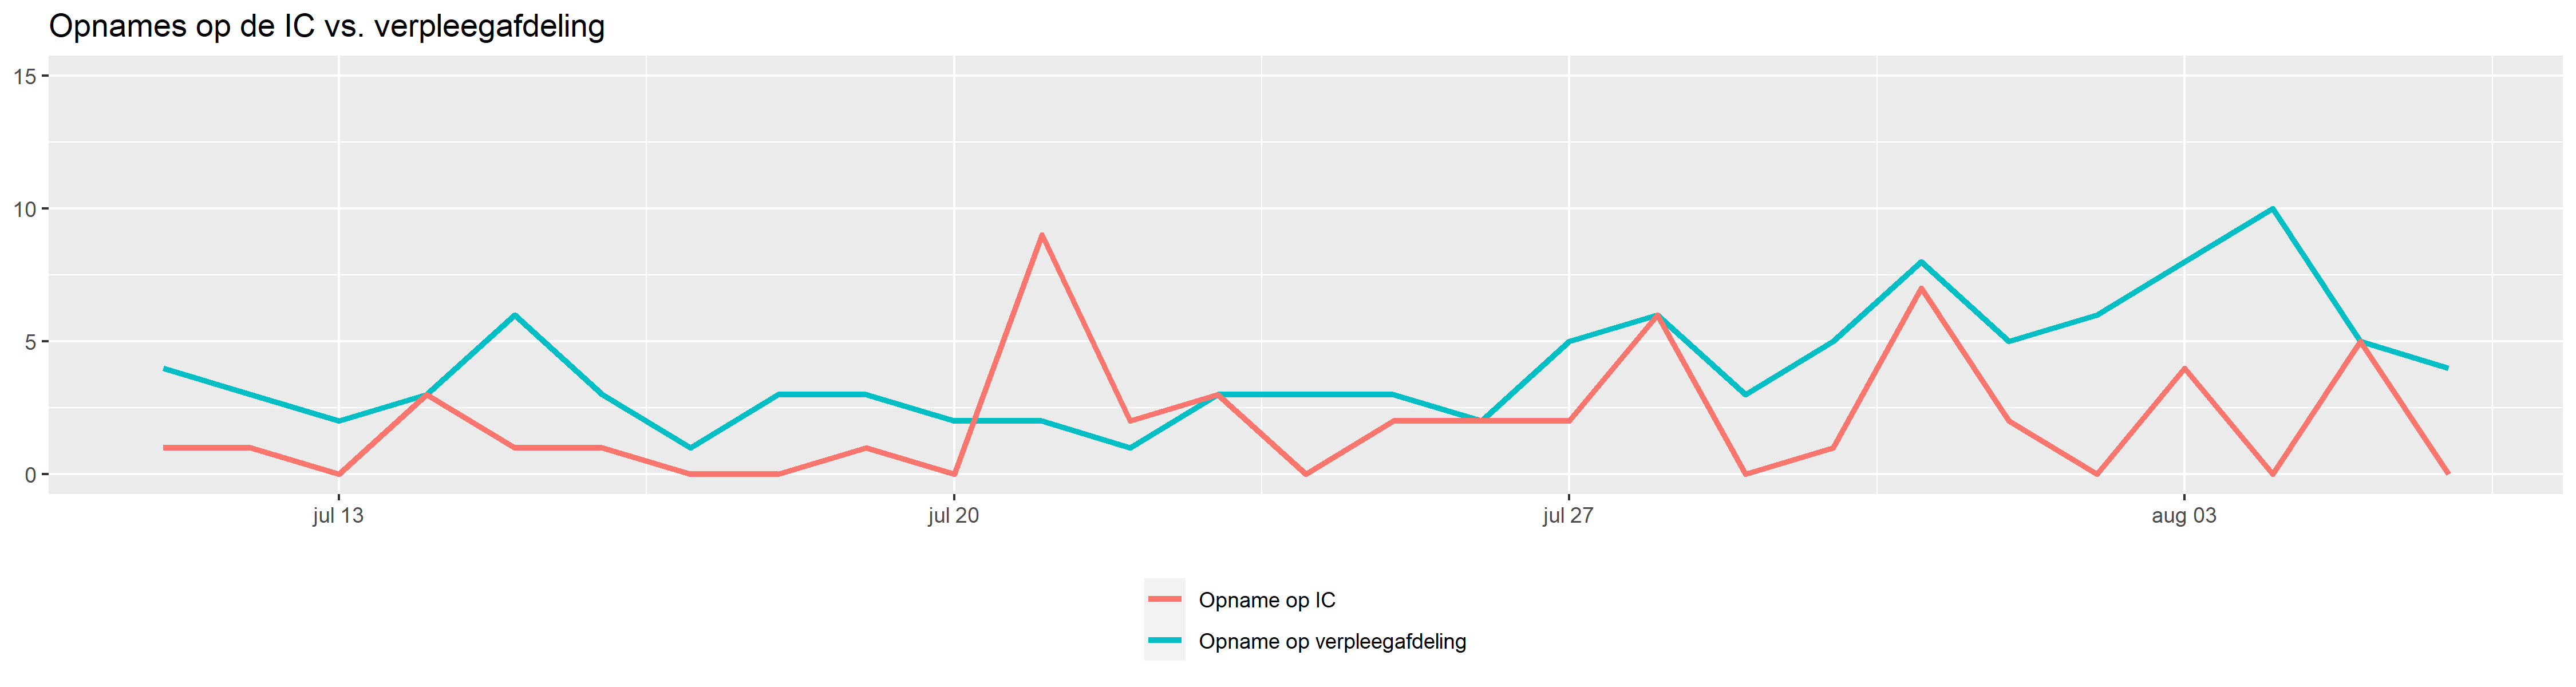 Opnames op de IC vs. verpleegafdeling
15
10
5
0
jul 13 jul 20 jul 27 aug 03
Opname op IC
Opname op verpleegafdeling